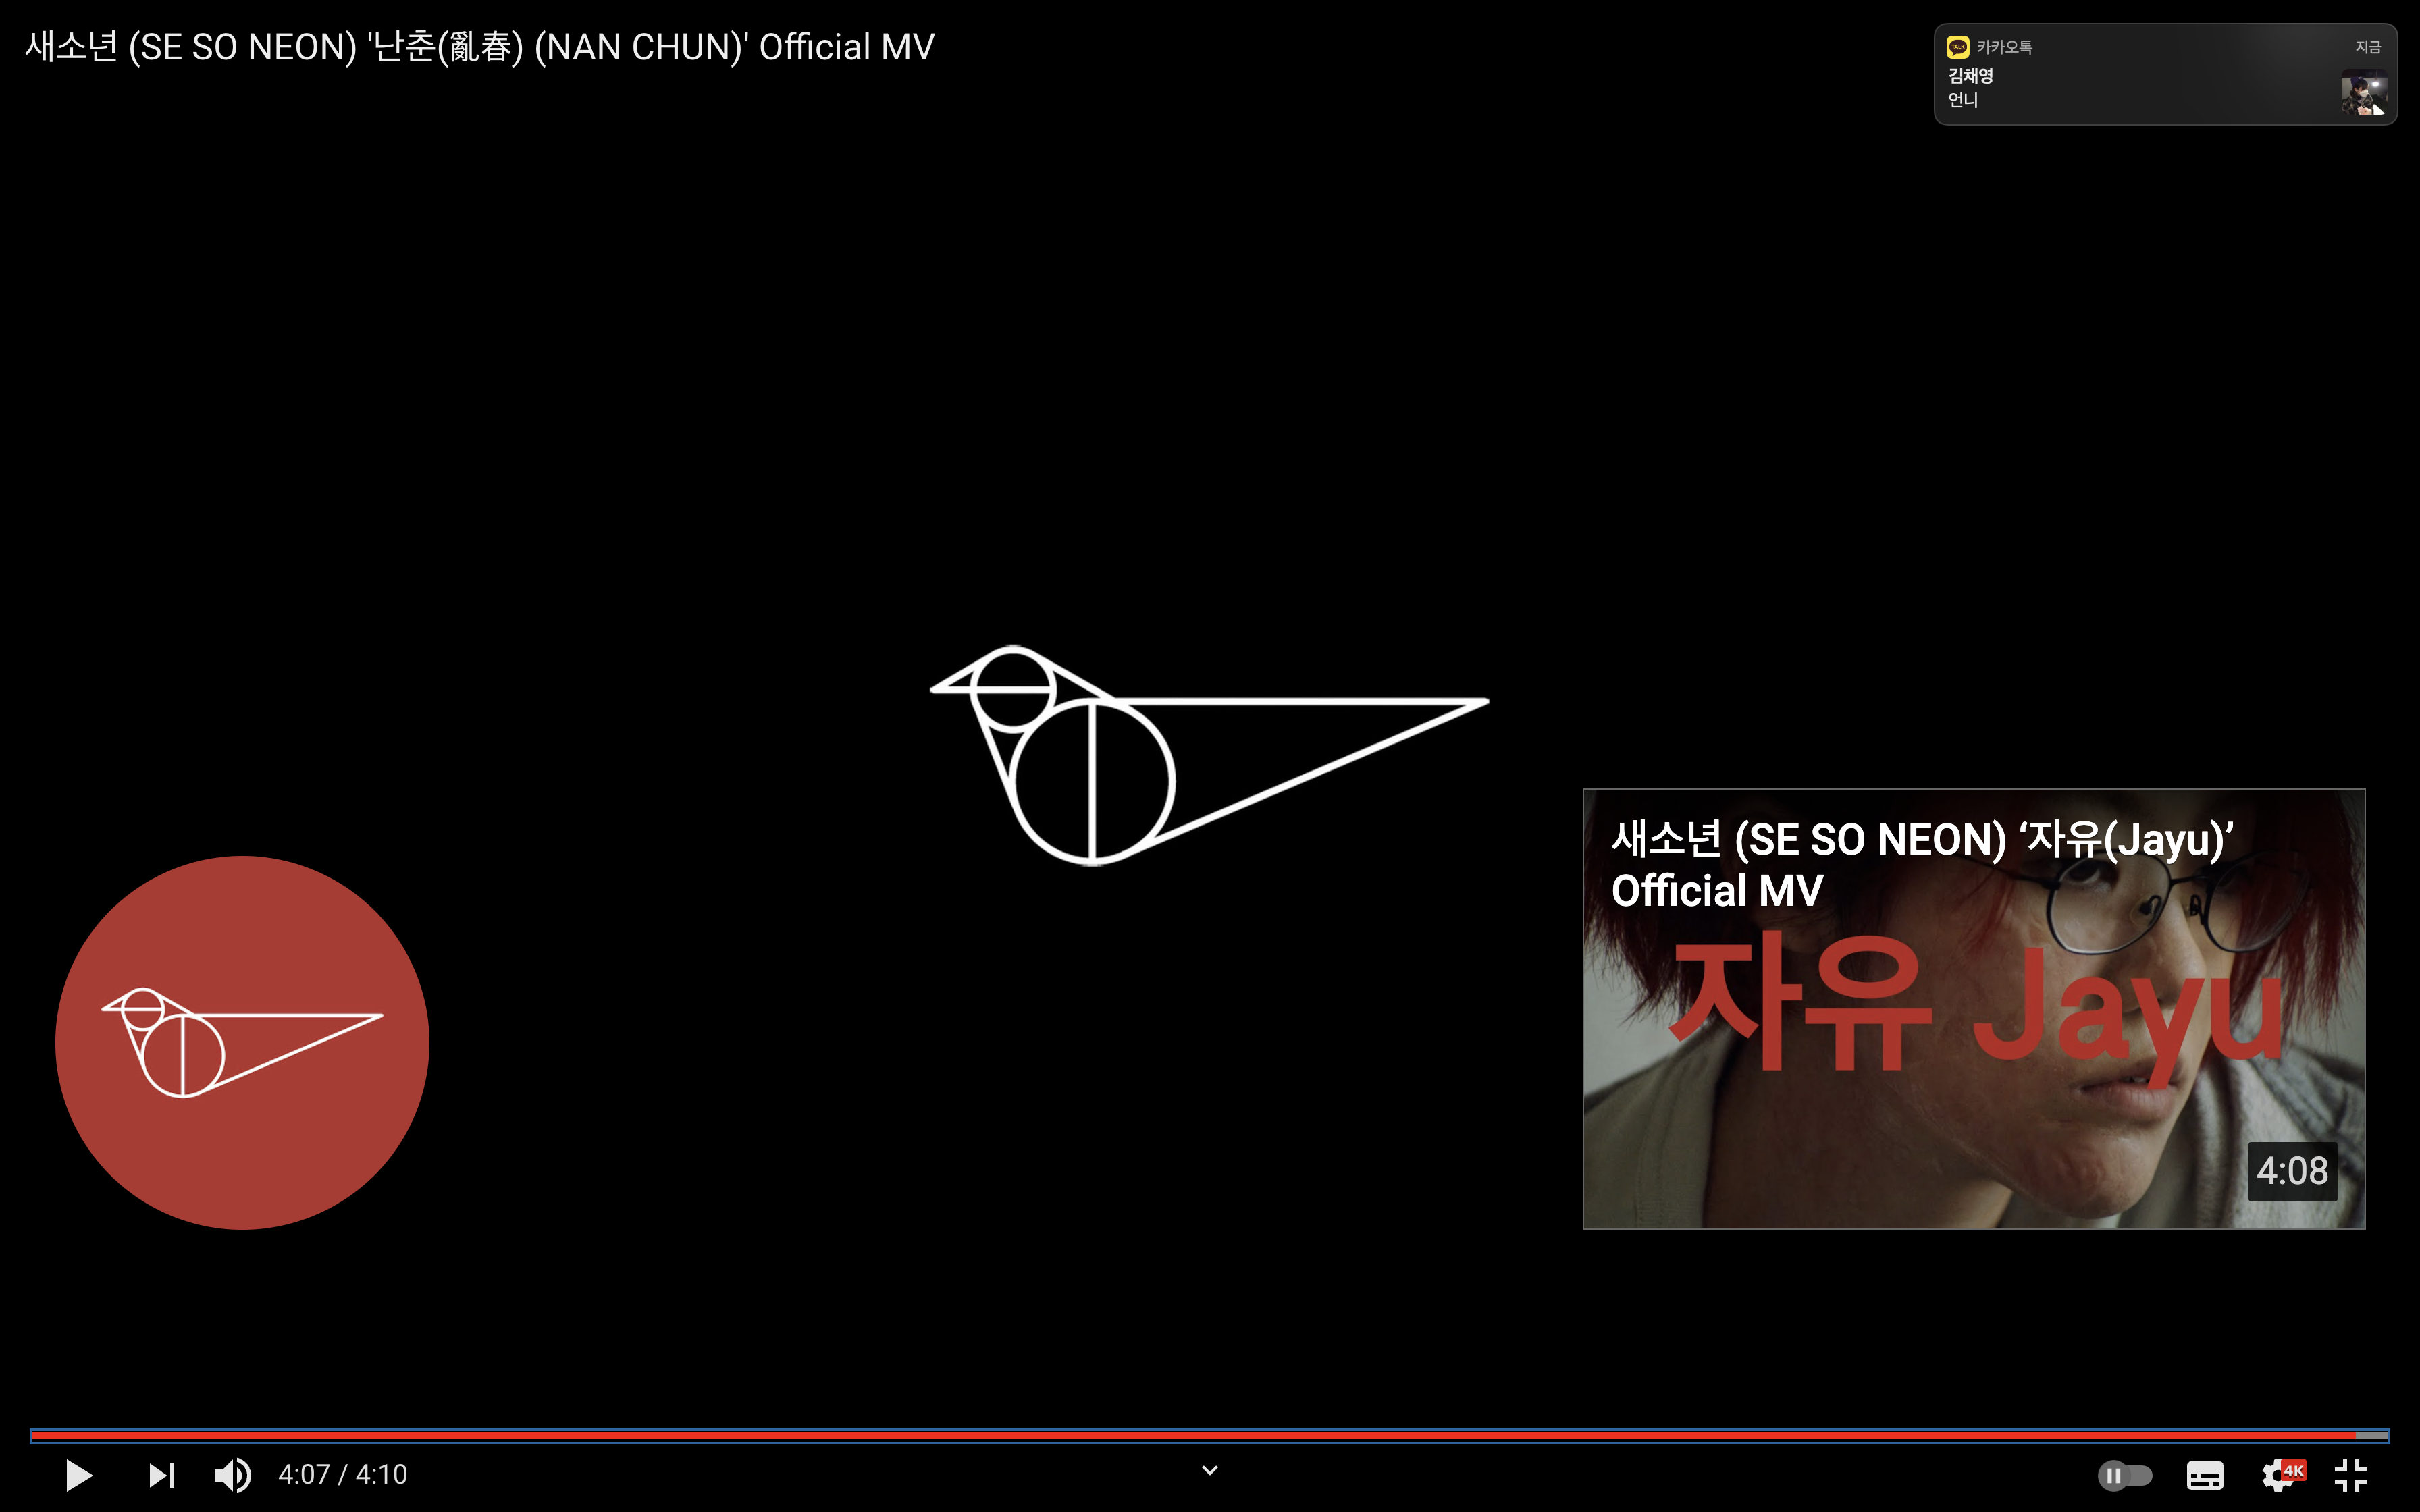 새소년 (SE SO NEON) '난춘(亂春) (NAN CHUN)' Official MV
TALK 카카오톡 지금
김채영
언니
새소년 (SE SO NEON) ‘자유(Jayu)’
Official MV
자유 Jayu
4:08
4:07 / 4:10
4K